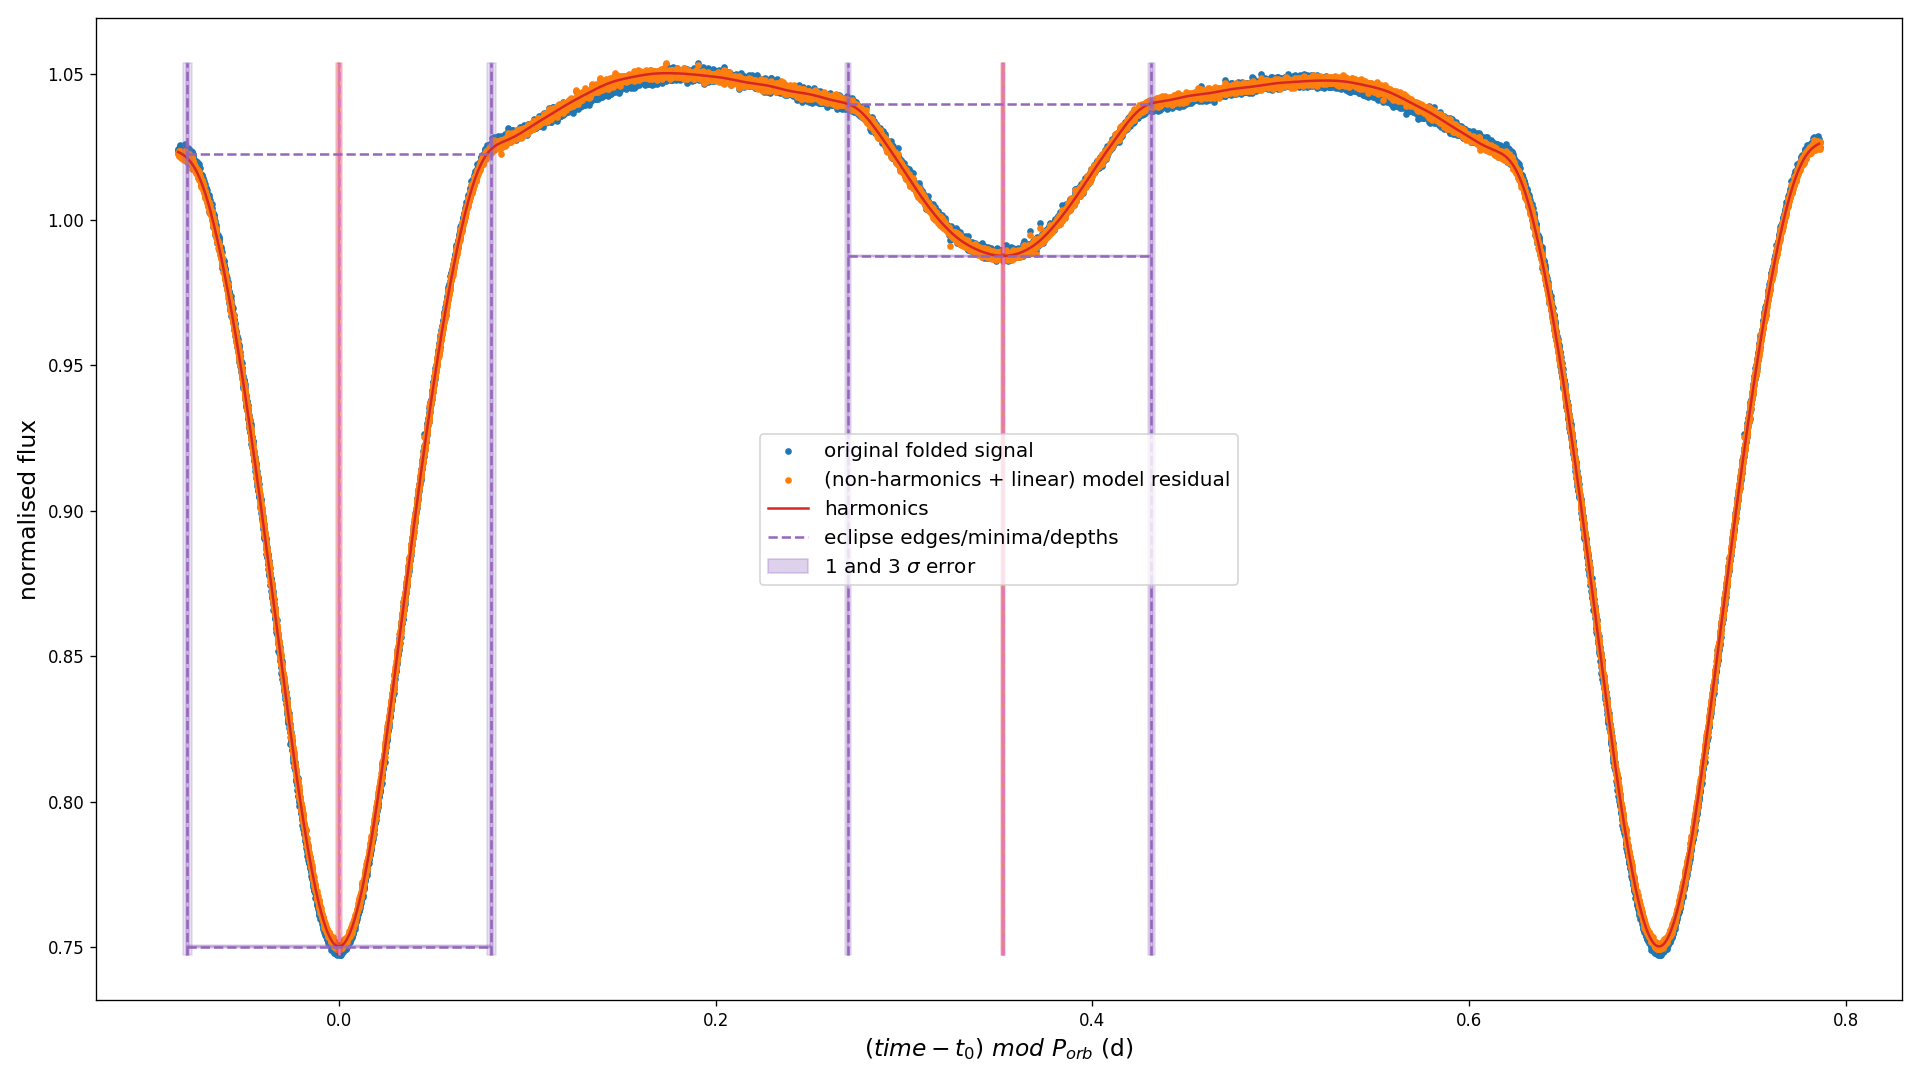 normalised flux
1.05
1.00
0.95
0.90
0.85
0.80
0.75
original folded signal
(non-harmonics + linear) model residual
harmonics
eclipse edges/minima/depths
1 and 3 σ error
0.0 0.2 0.4 0.6 0.8
(time − t₀) mod Pₒᵣb (d)